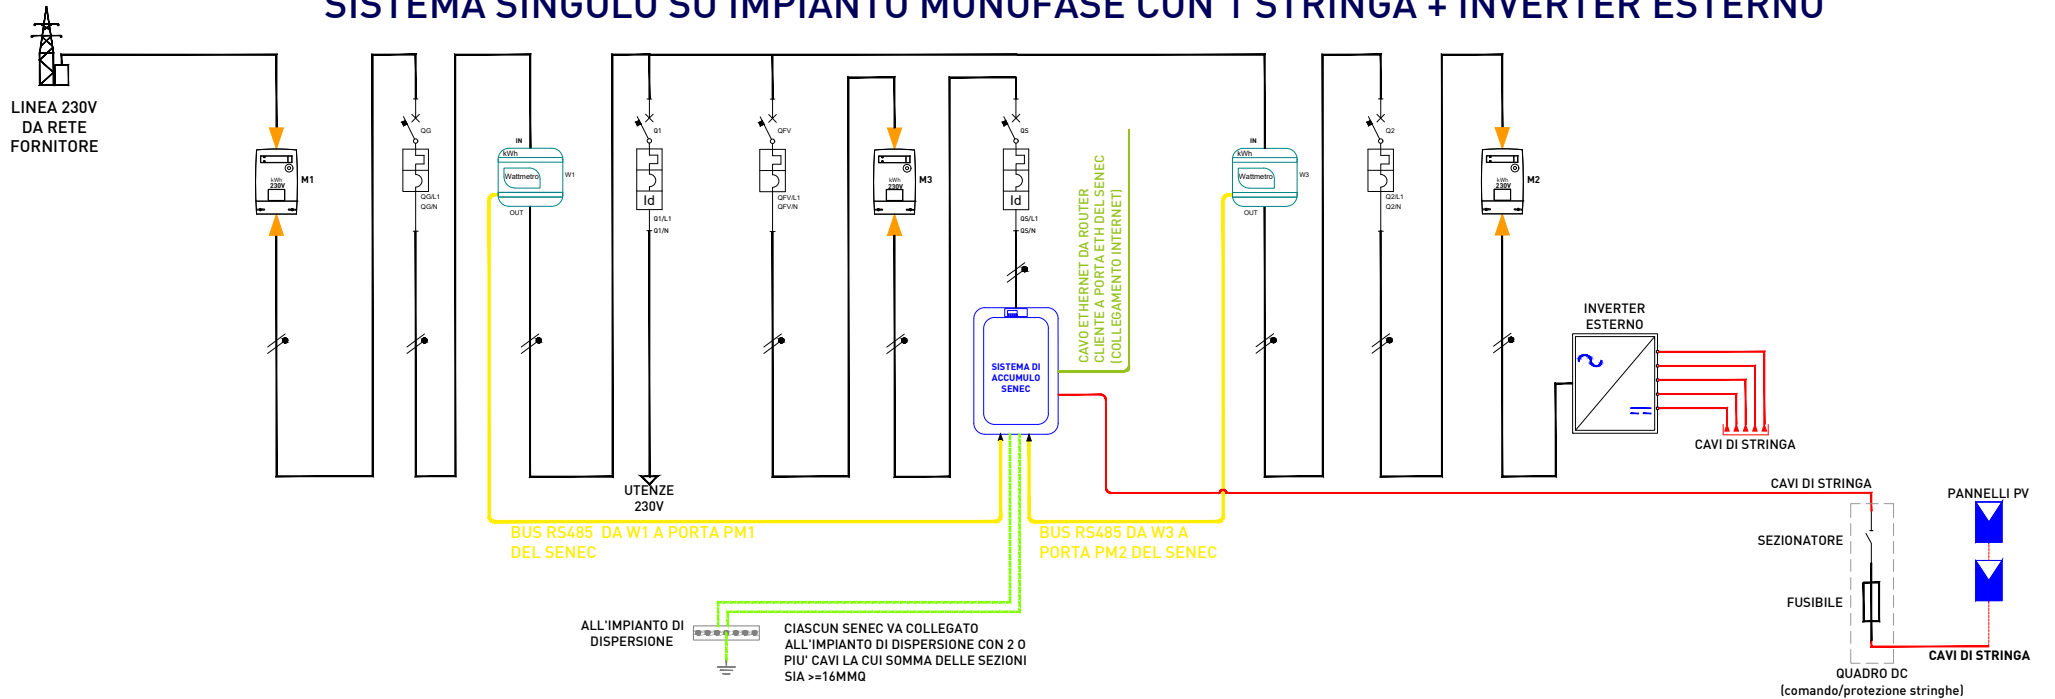 SISTEMA SINGOLO SU IMPIANTO MONOFASE CON 1 STRINGA + INVERTER ESTERNO
LINEA 230V
DA RETE
FORNITORE
kWh
230V
M1
QG
QG/L1
QG/N
IN
kWh
Wattmetro
W1
OUT
Q1
Id
Q1/L1
Q1/N
UTENZE
230V
QFV
QFV/L1
QFV/N
kWh
230V
M3
QS
Id
QS/L1
QS/N
SISTEMA DI
ACCUMULO
SENEC
CAVO ETHERNET DA ROUTER
CLIENTE A PORTA ETH DEL SENEC
(COLLEGAMENTO INTERNET)
IN
kWh
Wattmetro
W3
OUT
Q2
Q2/L1
Q2/N
kWh
230V
M2
INVERTER
ESTERNO
CAVI DI STRINGA
BUS RS485 DA W1 A PORTA PM1
DEL SENEC
BUS RS485 DA W3 A
PORTA PM2 DEL SENEC
CAVI DI STRINGA
PANNELLI PV
SEZIONATORE
FUSIBILE
CAVI DI STRINGA
QUADRO DC
(comando/protezione stringhe)
ALL'IMPIANTO DI
DISPERSIONE
CIASCUN SENEC VA COLLEGATO
ALL'IMPIANTO DI DISPERSIONE CON 2 O
PIU' CAVI LA CUI SOMMA DELLE SEZIONI
SIA >=16MMQ